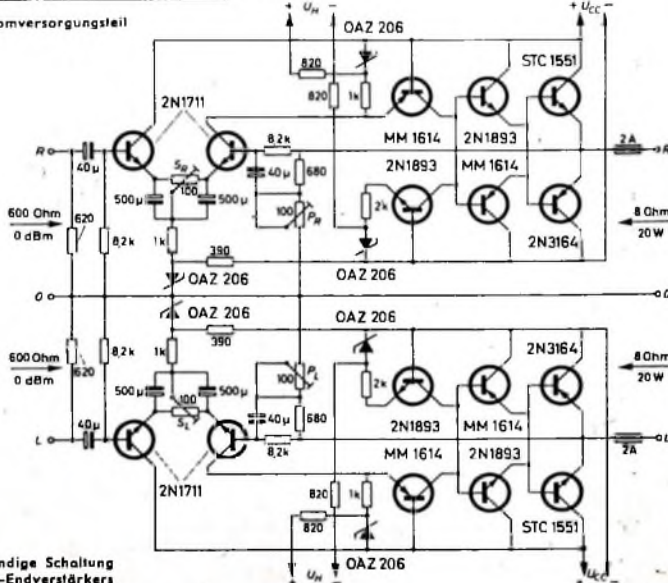 + U_H − + U_CC −
omversorgungsteil
OAZ 206
STC 1551
820
820
1k
2N1711
MM 1614 2N1893
2N1893 MM 1614
R 40µ
8,2k
S_R
100
40µ 680
2A
R
500µ 500µ
100 P_R
2k
600 Ohm
0 dBm
620
8,2k
1k
390
8 Ohm
20 W
2N3164
OAZ 206 OAZ 206
0
OAZ 206 OAZ 206
390
2N3164
600 Ohm
0 dBm
620
8,2k
1k
P_L
100
2k
8 Ohm
20 W
500µ 100 500µ
S_L
40µ 680
2N1893 MM 1614
MM 1614 2N1893
L 40µ
8,2k
2A
2N1711
820 1k
820
STC 1551
OAZ 206
ndige Schaltung
-Endverstärkers
+ U_H − + U_CC −